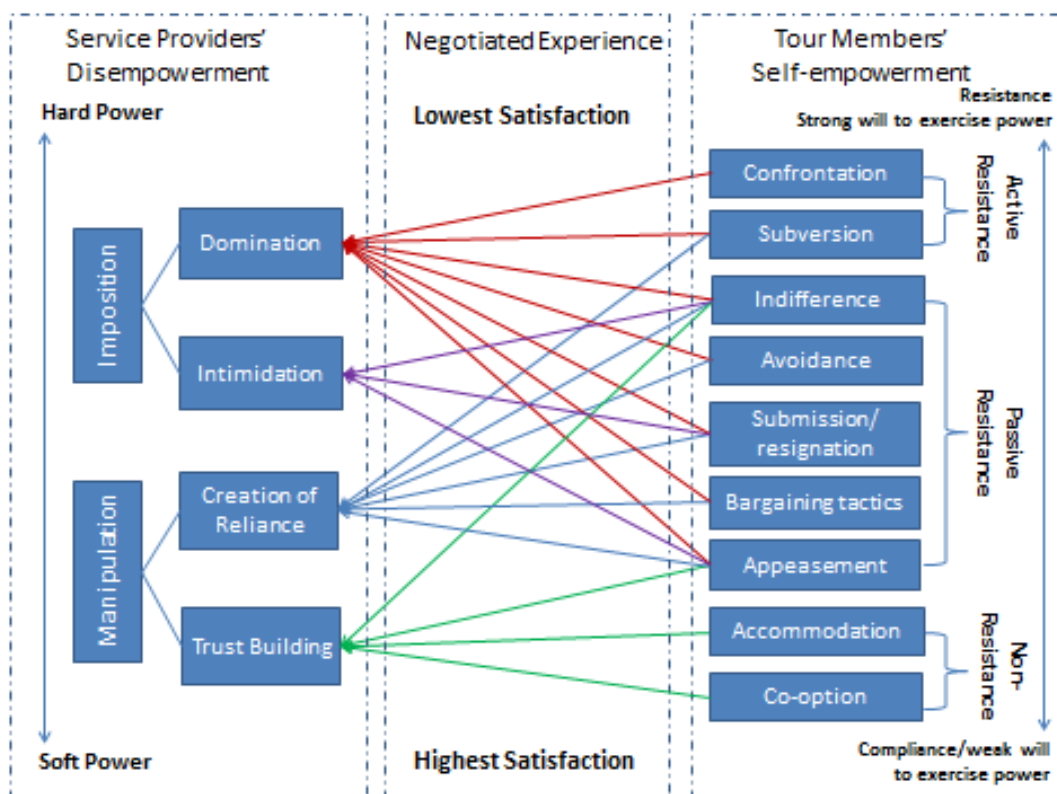 Service Providers'
Disempowerment
Hard Power
Imposition
Domination
Intimidation
Manipulation
Creation of
Reliance
Trust Building
Soft Power
Negotiated Experience
Lowest Satisfaction
Highest Satisfaction
Tour Members'
Self-empowerment
Resistance
Strong will to exercise power
Confrontation
Subversion
Active
Resistance
Indifference
Avoidance
Submission/
resignation
Bargaining tactics
Appeasement
Passive
Resistance
Accommodation
Co-option
Non-
Resistance
Compliance/weak will
to exercise power